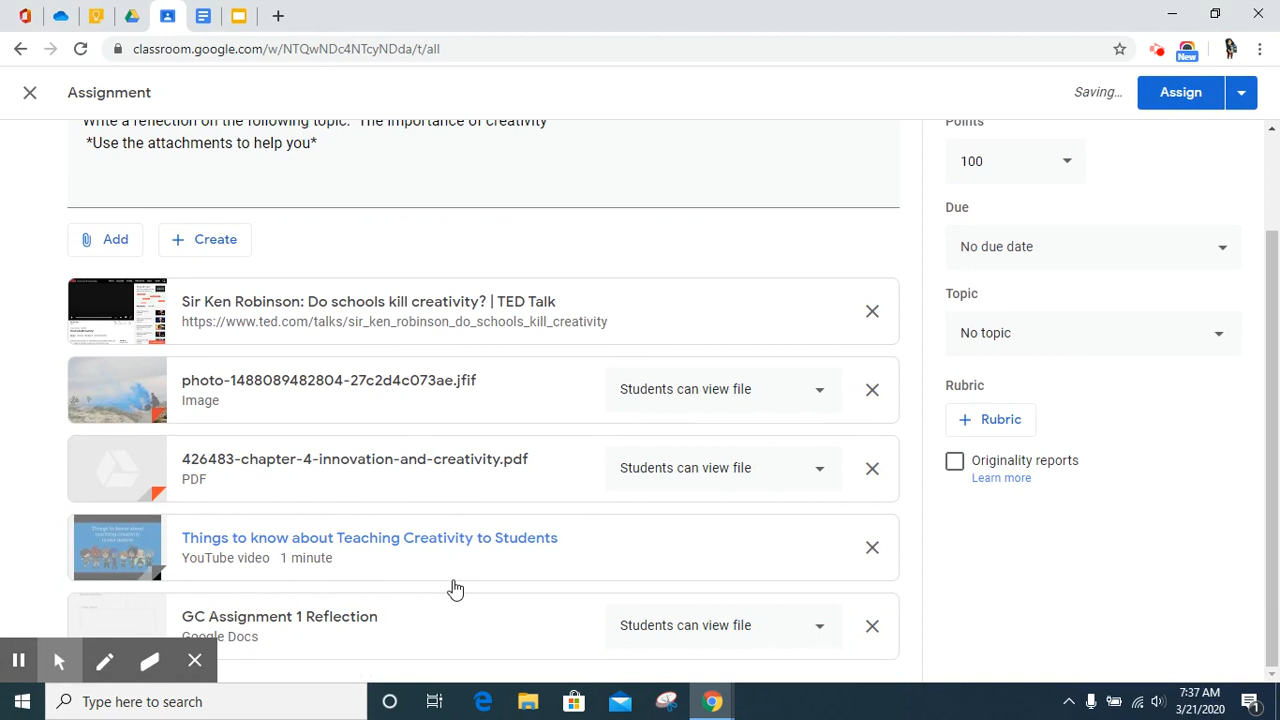 classroom.google.com/w/NTQwNDc4NTcyNDda/t/all
New
Assignment
Saving...
Assign
Write a reflection on the following topic: "The importance of creativity"
*Use the attachments to help you*
Points
100
Due
No due date
Topic
No topic
Rubric
Rubric
Originality reports
Learn more
Add
Create
Sir Ken Robinson: Do schools kill creativity? | TED Talk
https://www.ted.com/talks/sir_ken_robinson_do_schools_kill_creativity
photo-1488089482804-27c2d4c073ae.jfif
Image
Students can view file
426483-chapter-4-innovation-and-creativity.pdf
PDF
Students can view file
Things to know about Teaching Creativity to Students
YouTube video 1 minute
GC Assignment 1 Reflection
Google Docs
Students can view file
Type here to search
7:37 AM
3/21/2020
1